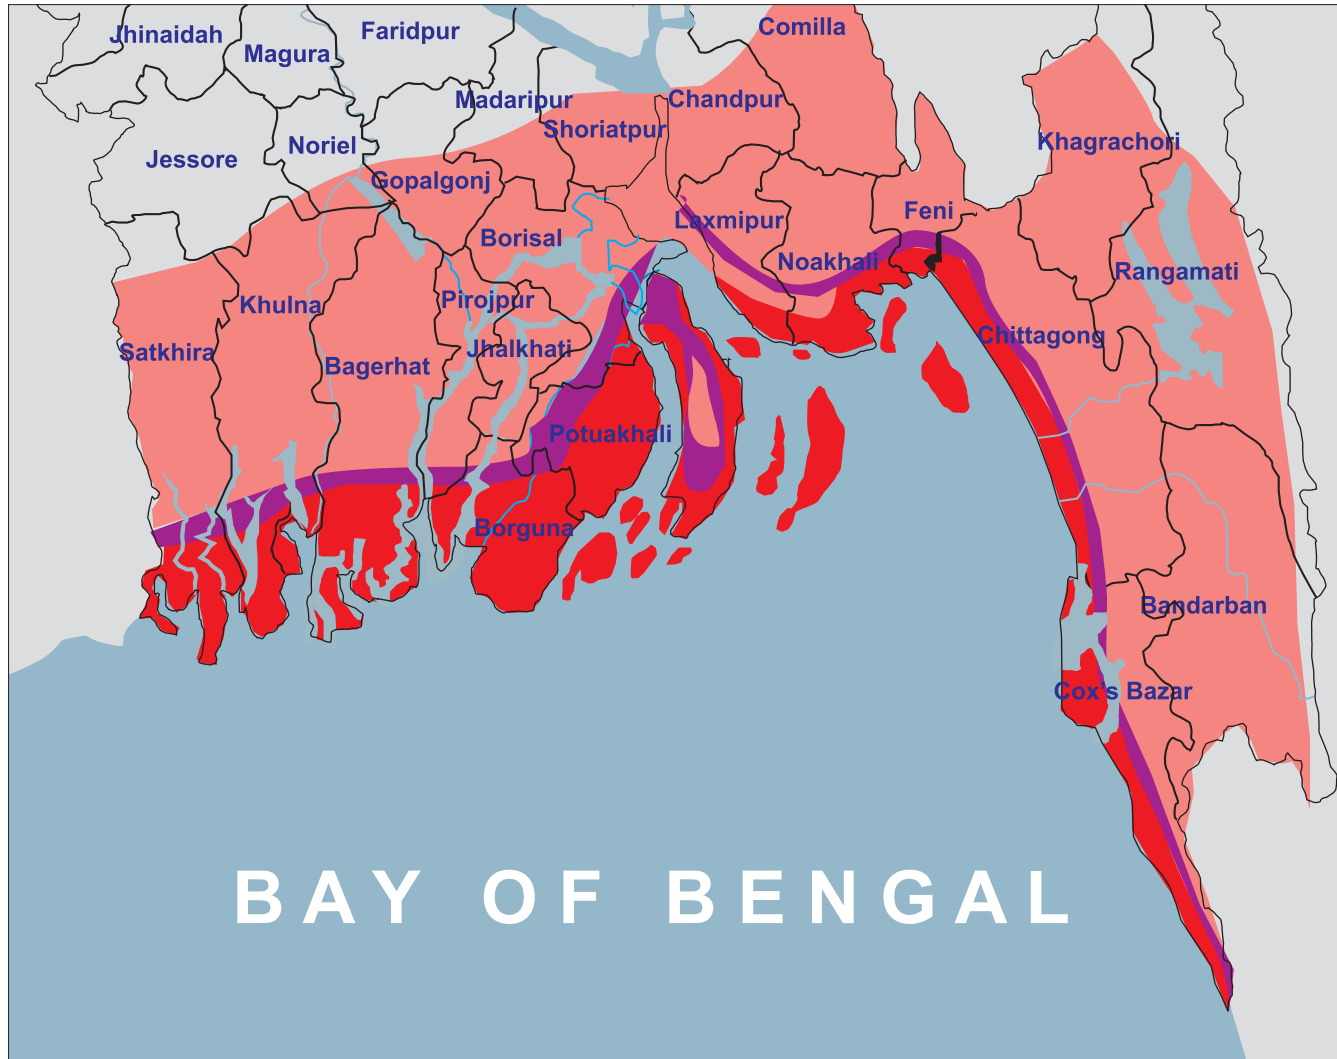 Comilla
Faridpur
Jhinaidah
Magura
Madaripur
Chandpur
Shoriatpur
Khagrachori
Noriel
Jessore
Gopalgonj
Feni
Laxmipur
Borisal
Noakhali
Rangamati
Pirojpur
Khulna
Chittagong
Jhalkhati
Satkhira
Bagerhat
Potuakhali
Borguna
Bandarban
Cox's Bazar
BAY OF BENGAL